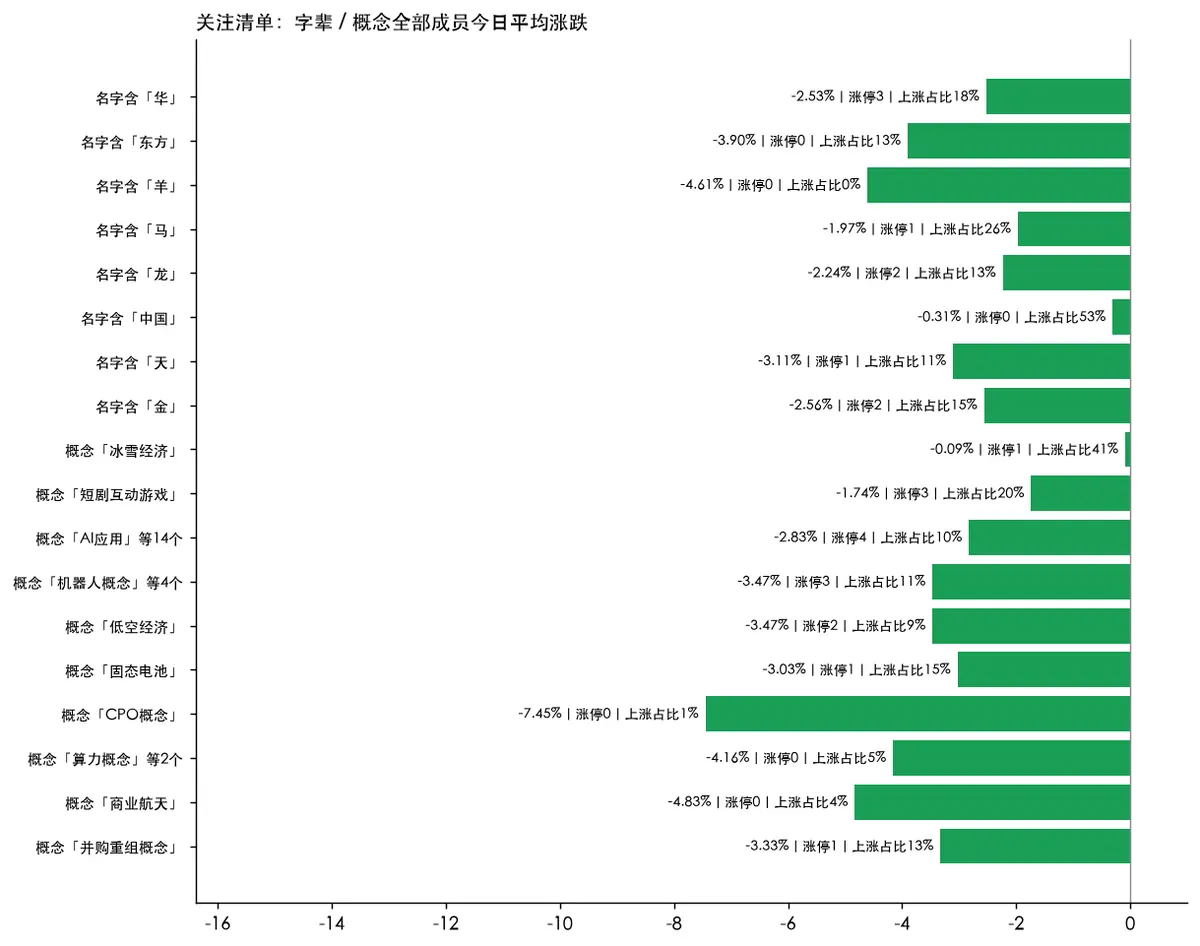 关注清单：字辈 / 概念全部成员今日平均涨跌
名字含「华」 -2.53% | 涨停3 | 上涨占比18%
名字含「东方」 -3.90% | 涨停0 | 上涨占比13%
名字含「羊」 -4.61% | 涨停0 | 上涨占比0%
名字含「马」 -1.97% | 涨停1 | 上涨占比26%
名字含「龙」 -2.24% | 涨停2 | 上涨占比13%
名字含「中国」 -0.31% | 涨停0 | 上涨占比53%
名字含「天」 -3.11% | 涨停1 | 上涨占比11%
名字含「金」 -2.56% | 涨停2 | 上涨占比15%
概念「冰雪经济」 -0.09% | 涨停1 | 上涨占比41%
概念「短剧互动游戏」 -1.74% | 涨停3 | 上涨占比20%
概念「AI应用」等14个 -2.83% | 涨停4 | 上涨占比10%
概念「机器人概念」等4个 -3.47% | 涨停3 | 上涨占比11%
概念「低空经济」 -3.47% | 涨停2 | 上涨占比9%
概念「固态电池」 -3.03% | 涨停1 | 上涨占比15%
概念「CPO概念」 -7.45% | 涨停0 | 上涨占比1%
概念「算力概念」等2个 -4.16% | 涨停0 | 上涨占比5%
概念「商业航天」 -4.83% | 涨停0 | 上涨占比4%
概念「并购重组概念」 -3.33% | 涨停1 | 上涨占比13%
-16 -14 -12 -10 -8 -6 -4 -2 0